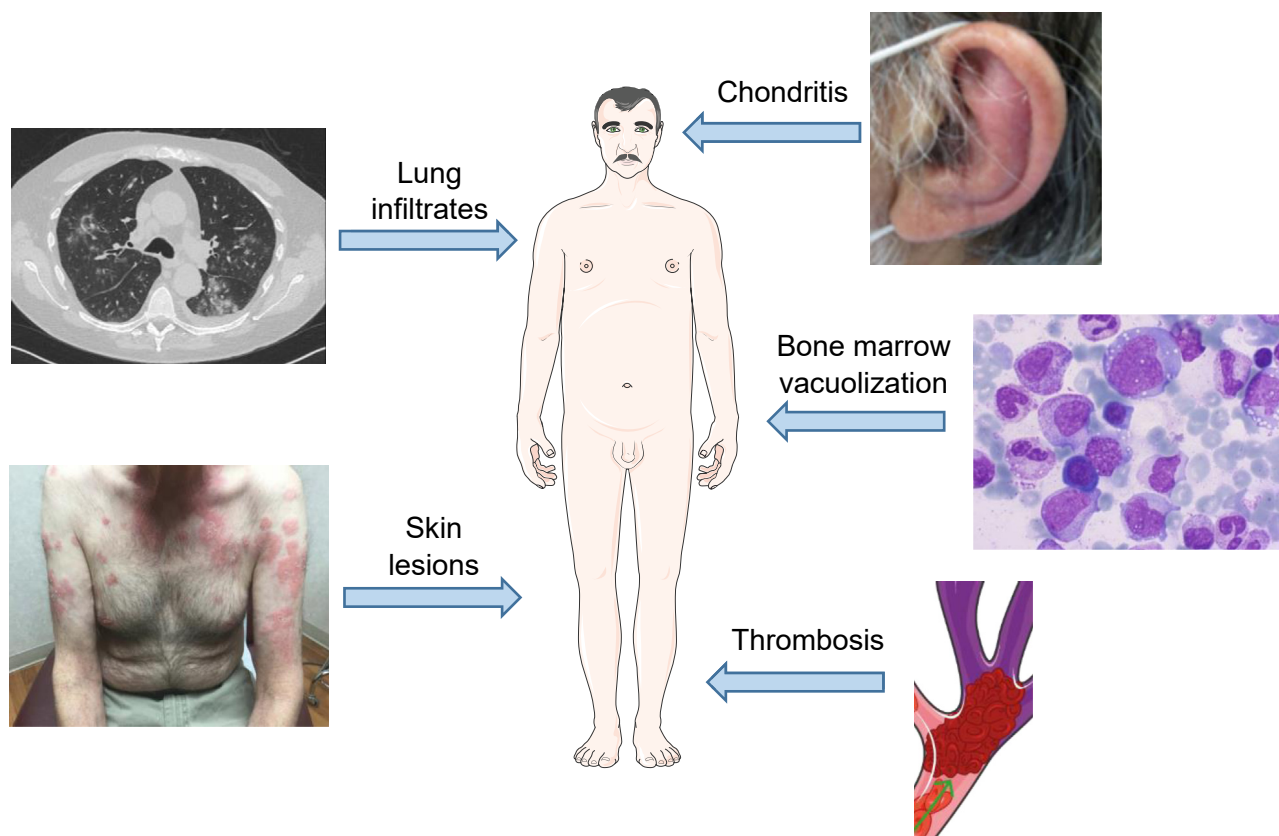 Chondritis
Lung
infiltrates
Bone marrow
vacuolization
Skin
lesions
Thrombosis